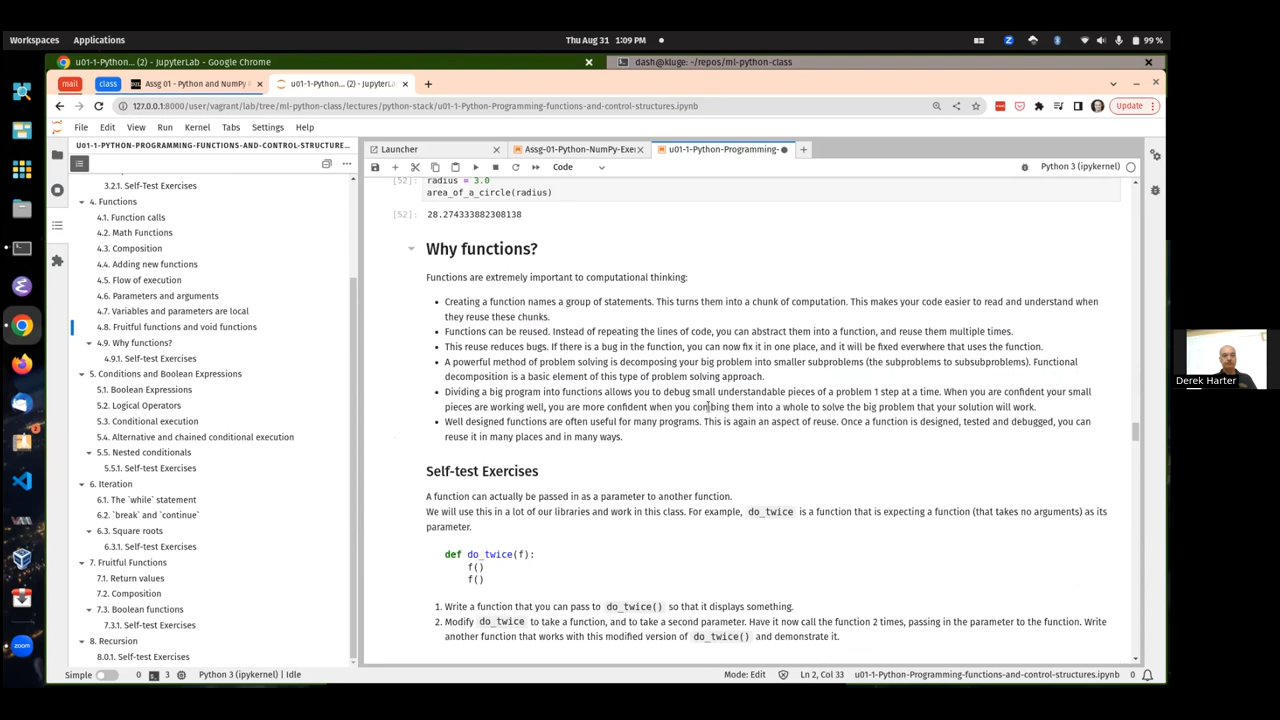 Workspaces Applications Thu Aug 31 1:09 PM 99 %
u01-1-Python... (2) - JupyterLab - Google Chrome dash@kluge: ~/repos/ml-python-class
mail class Assg 01 - Python and NumPy u01-1-Python... (2) - JupyterLa
127.0.0.1:8000/user/vagrant/lab/tree/ml-python-class/lectures/python-stack/u01-1-Python-Programming-functions-and-control-structures.ipynb Update
File Edit View Run Kernel Tabs Settings Help
U01-1-PYTHON-PROGRAMMING-FUNCTIONS-AND-CONTROL-STRUCTURE...
Launcher Assg-01-Python-NumPy-Exer u01-1-Python-Programming-
Code Python 3 (ipykernel)
3.2.1. Self-Test Exercises
4. Functions
4.1. Function calls
4.2. Math Functions
4.3. Composition
4.4. Adding new functions
4.5. Flow of execution
4.6. Parameters and arguments
4.7. Variables and parameters are local
4.8. Fruitful functions and void functions
4.9. Why functions?
4.9.1. Self-Test Exercises
5. Conditions and Boolean Expressions
5.1. Boolean Expressions
5.2. Logical Operators
5.3. Conditional execution
5.4. Alternative and chained conditional execution
5.5. Nested conditionals
5.5.1. Self-Test Exercises
6. Iteration
6.1. The `while` statement
6.2. `break` and `continue`
6.3. Square roots
6.3.1. Self-Test Exercises
7. Fruitful Functions
7.1. Return values
7.2. Composition
7.3. Boolean functions
7.3.1. Self-Test Exercises
8. Recursion
8.0.1. Self-Test Exercises
[52]: radius = 3.0
area_of_a_circle(radius)
[52]: 28.274333882308138
Why functions?
Functions are extremely important to computational thinking:
• Creating a function names a group of statements. This turns them into a chunk of computation. This makes your code easier to read and understand when
they reuse these chunks.
• Functions can be reused. Instead of repeating the lines of code, you can abstract them into a function, and reuse them multiple times.
• This reuse reduces bugs. If there is a bug in the function, you can now fix it in one place, and it will be fixed everwhere that uses the function.
• A powerful method of problem solving is decomposing your big problem into smaller subproblems (the subproblems to subsubproblems). Functional
decomposition is a basic element of this type of problem solving approach.
• Dividing a big program into functions allows you to debug small understandable pieces of a problem 1 step at a time. When you are confident your small
pieces are working well, you are more confident when you conbing them into a whole to solve the big problem that your solution will work.
• Well designed functions are often useful for many programs. This is again an aspect of reuse. Once a function is designed, tested and debugged, you can
reuse it in many places and in many ways.
Self-test Exercises
A function can actually be passed in as a parameter to another function.
We will use this in a lot of our libraries and work in this class. For example, do_twice is a function that is expecting a function (that takes no arguments) as its
parameter.
def do_twice(f):
f()
f()
1. Write a function that you can pass to do_twice() so that it displays something.
2. Modify do_twice to take a function, and to take a second parameter. Have it now call the function 2 times, passing in the parameter to the function. Write
another function that works with this modified version of do_twice() and demonstrate it.
Derek Harter
Simple 0 3 Python 3 (ipykernel) | Idle Mode: Edit Ln 2, Col 33 u01-1-Python-Programming-functions-and-control-structures.ipynb 0
zoom